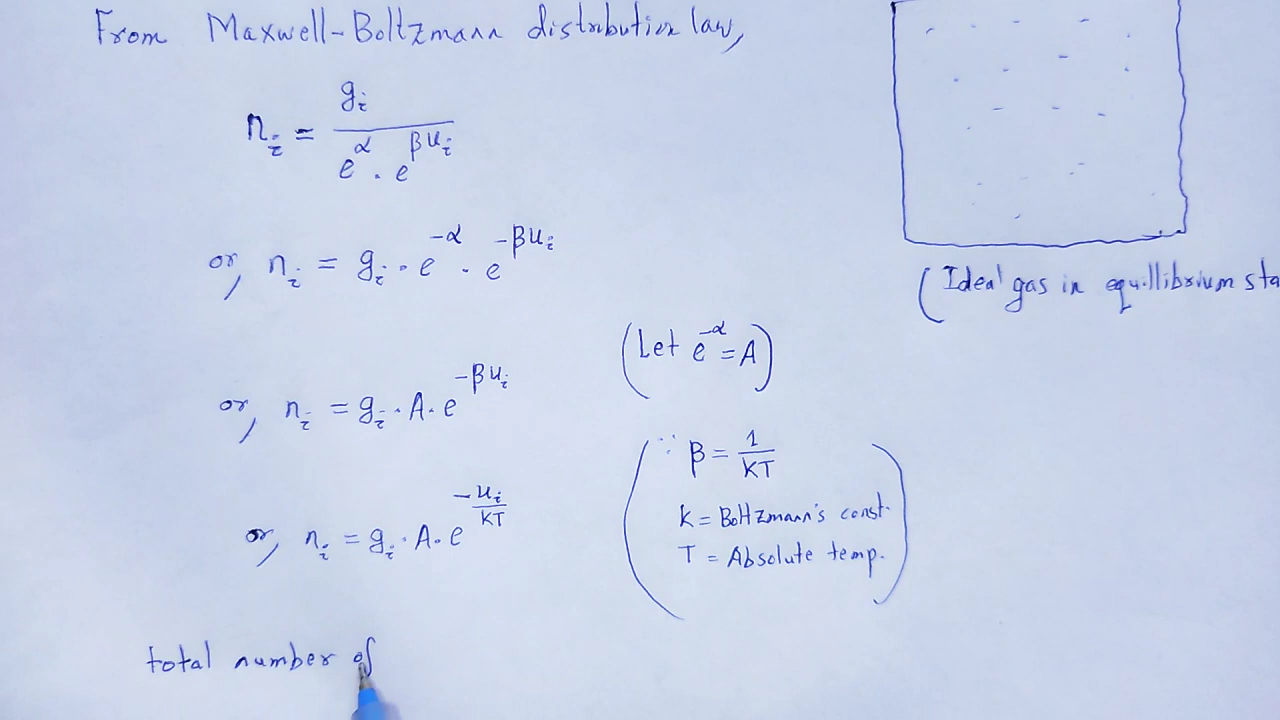 From Maxwell-Boltzmann distribution law,
nᵢ = gᵢ / (e^α · e^(βuᵢ))
or, nᵢ = gᵢ · e^(-α) · e^(-βuᵢ)
(Ideal gas in equillibrium sta
(Let e^(-α) = A)
or, nᵢ = gᵢ · A · e^(-βuᵢ)
(∵ β = 1/KT
K = Boltzmann's const.
T = Absolute temp.)
or, nᵢ = gᵢ · A · e^(-uᵢ/KT)
total number of